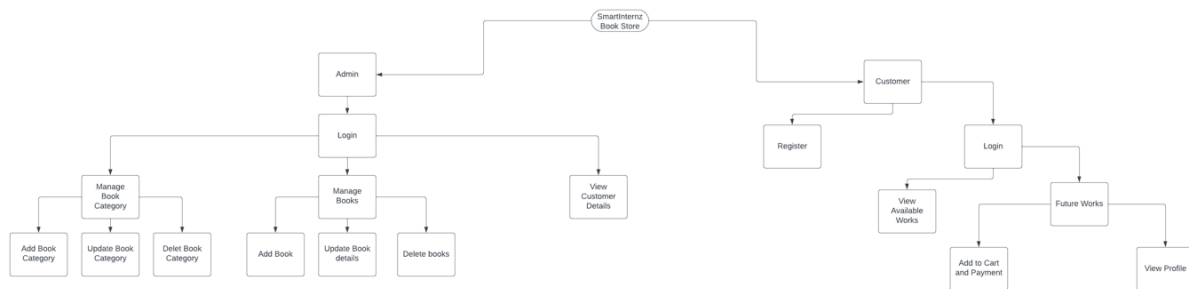 SmartInternz
Book Store
Admin
Customer
Login
Register
Login
Manage
Book
Category
Manage
Books
View
Customer
Details
View
Available
Works
Future Works
Add Book
Category
Update Book
Category
Delet Book
Category
Add Book
Update Book
details
Delete books
Add to Cart
and Payment
View Profile